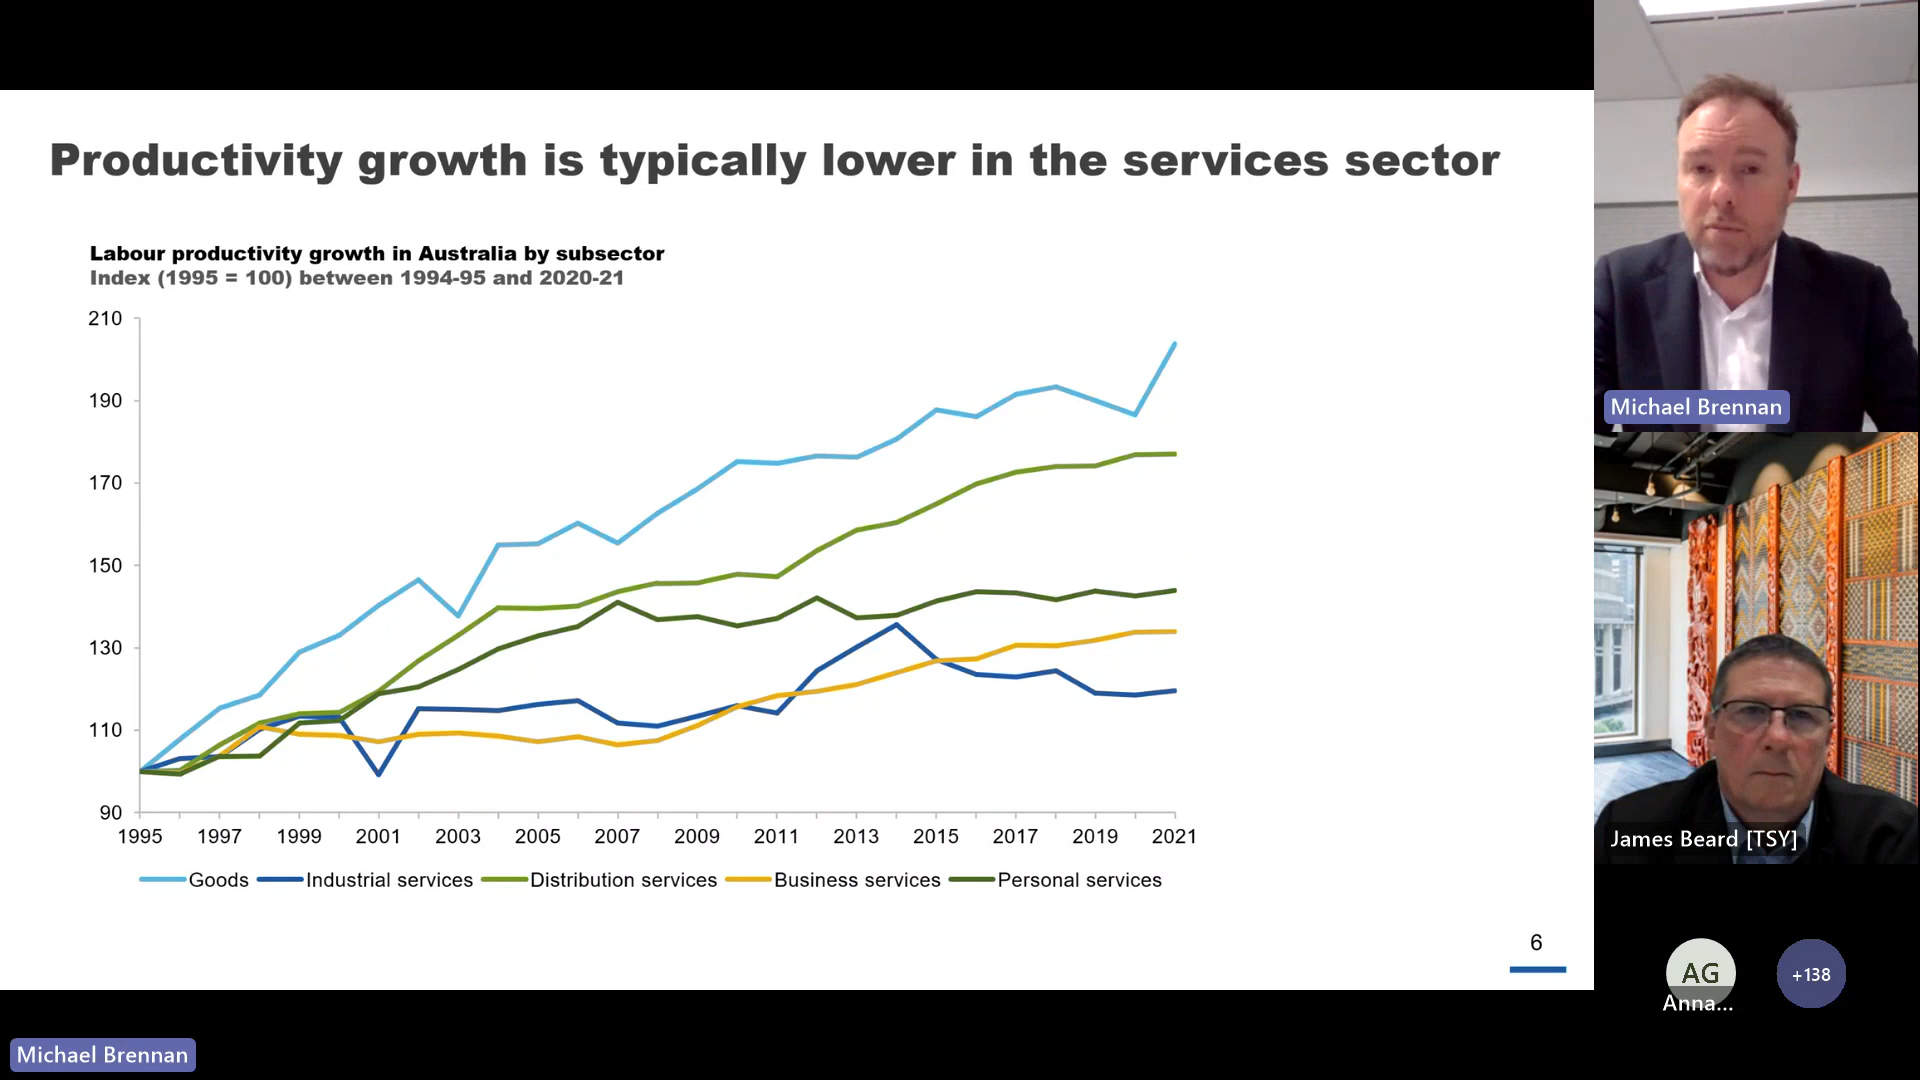 Productivity growth is typically lower in the services sector
Labour productivity growth in Australia by subsector
Index (1995 = 100) between 1994-95 and 2020-21
210
190
170
150
130
110
90
1995 1997 1999 2001 2003 2005 2007 2009 2011 2013 2015 2017 2019 2021
Goods Industrial services Distribution services Business services Personal services
6
Michael Brennan
James Beard [TSY]
AG
Anna...
+138
Michael Brennan